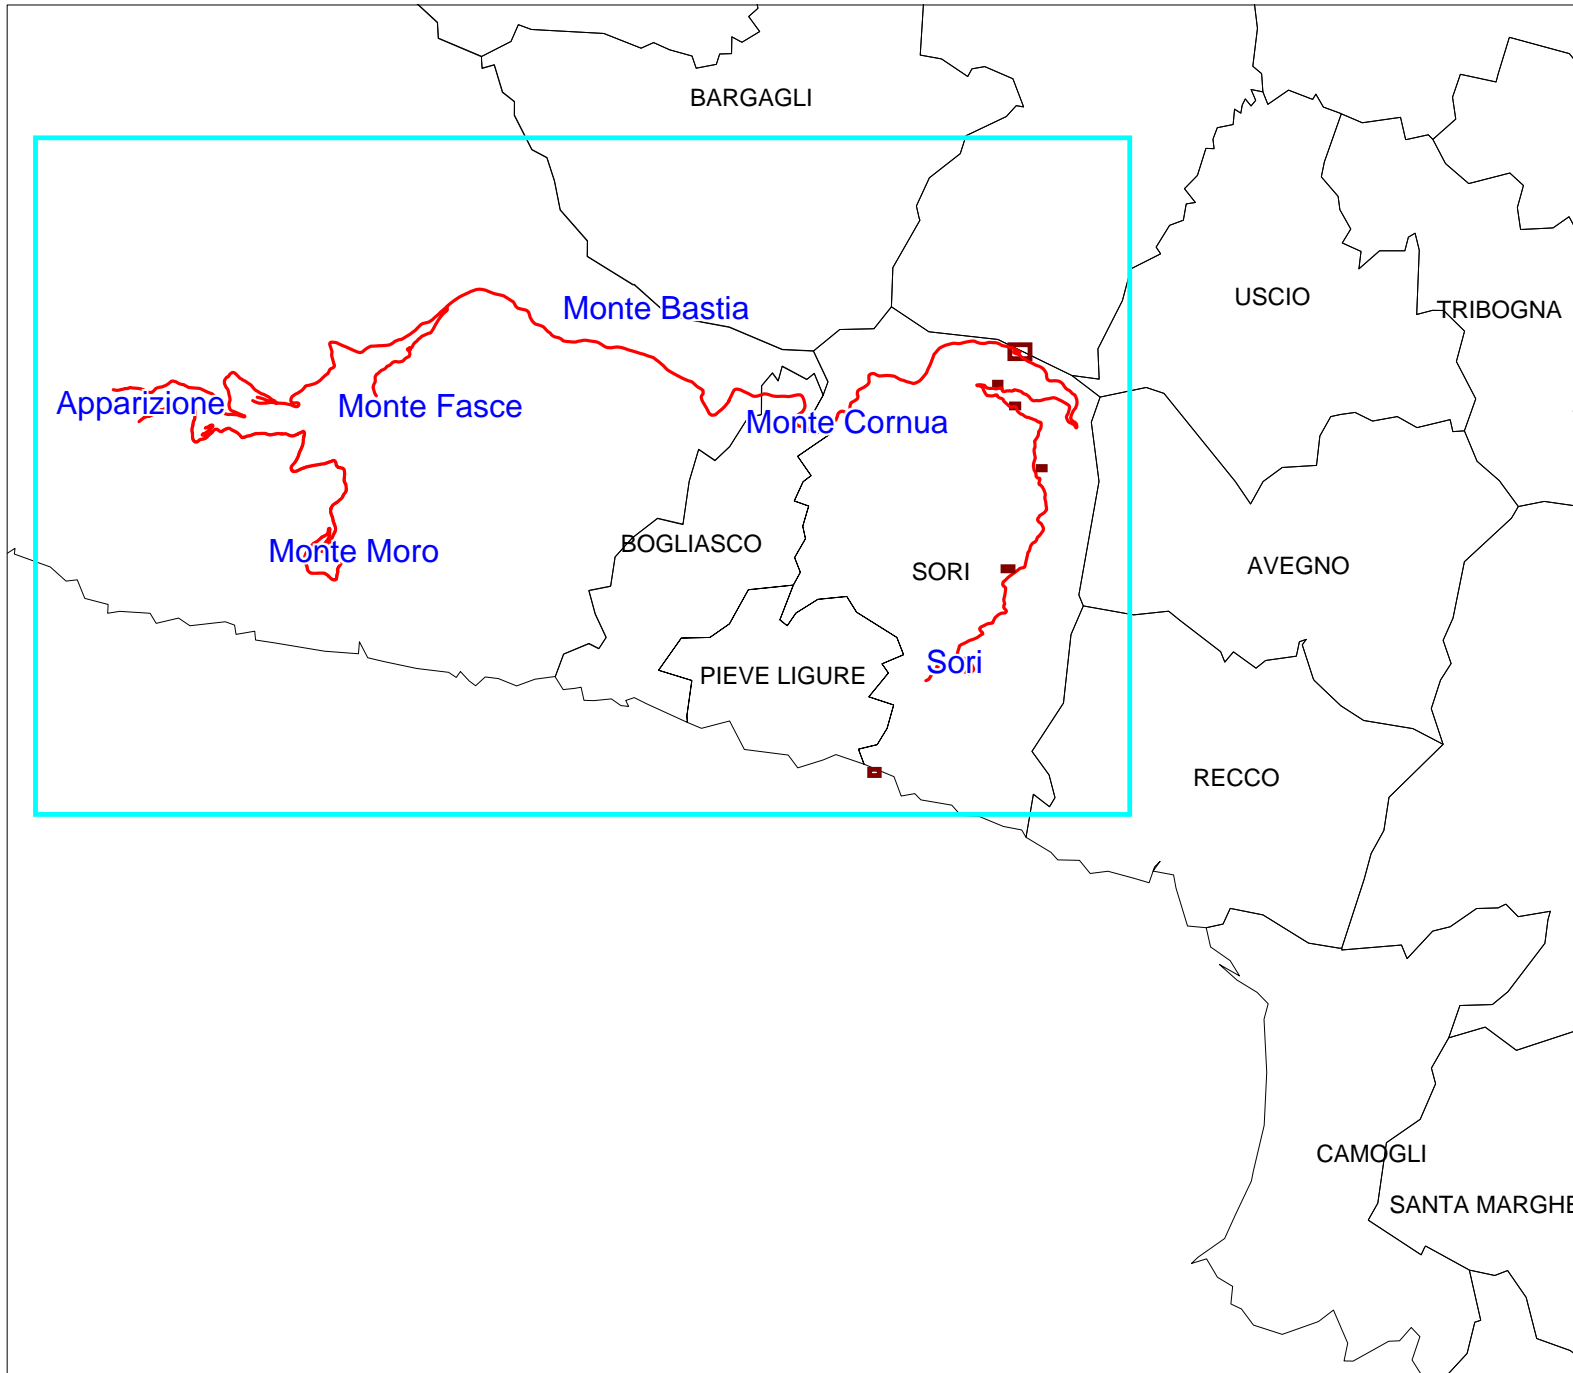 BARGAGLI
USCIO
Monte Bastia
TRIBOGNA
Apparizione
Monte Fasce
Monte Cornua
BOGLIASCO
Monte Moro
SORI
AVEGNO
Sori
PIEVE LIGURE
RECCO
CAMOGLI
SANTA MARGHE